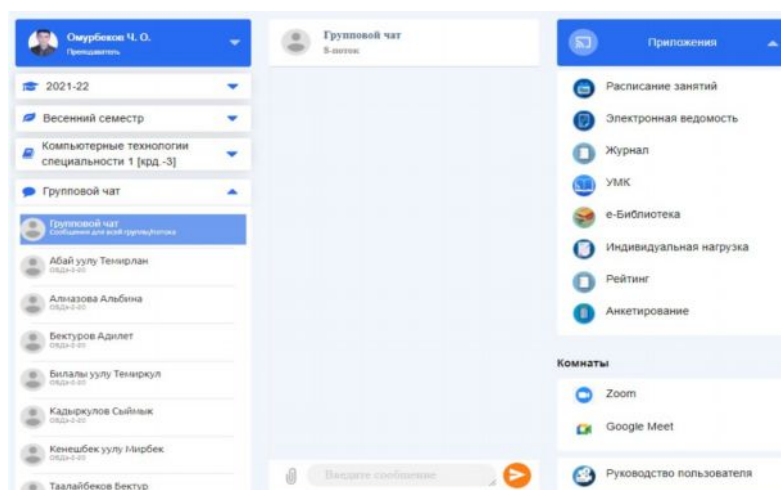 Омурбеков Ч. О.
Преподаватель
2021-22
Весенний семестр
Компьютерные технологии
специальности 1 [крд.-3]
Групповой чат
Групповой чат
Сообщения для всей группы/потока
Абай уулу Темирлан
Алмазова Альбина
Бектуров Адилет
Билалы уулу Темиркул
Кадыркулов Сыймык
Кенешбек уулу Мирбек
Таалайбеков Бектур
Групповой чат
S-поток
Введите сообщение
Приложения
Расписание занятий
Электронная ведомость
Журнал
УМК
е-Библиотека
Индивидуальная нагрузка
Рейтинг
Анкетирование
Комнаты
Zoom
Google Meet
Руководство пользователя